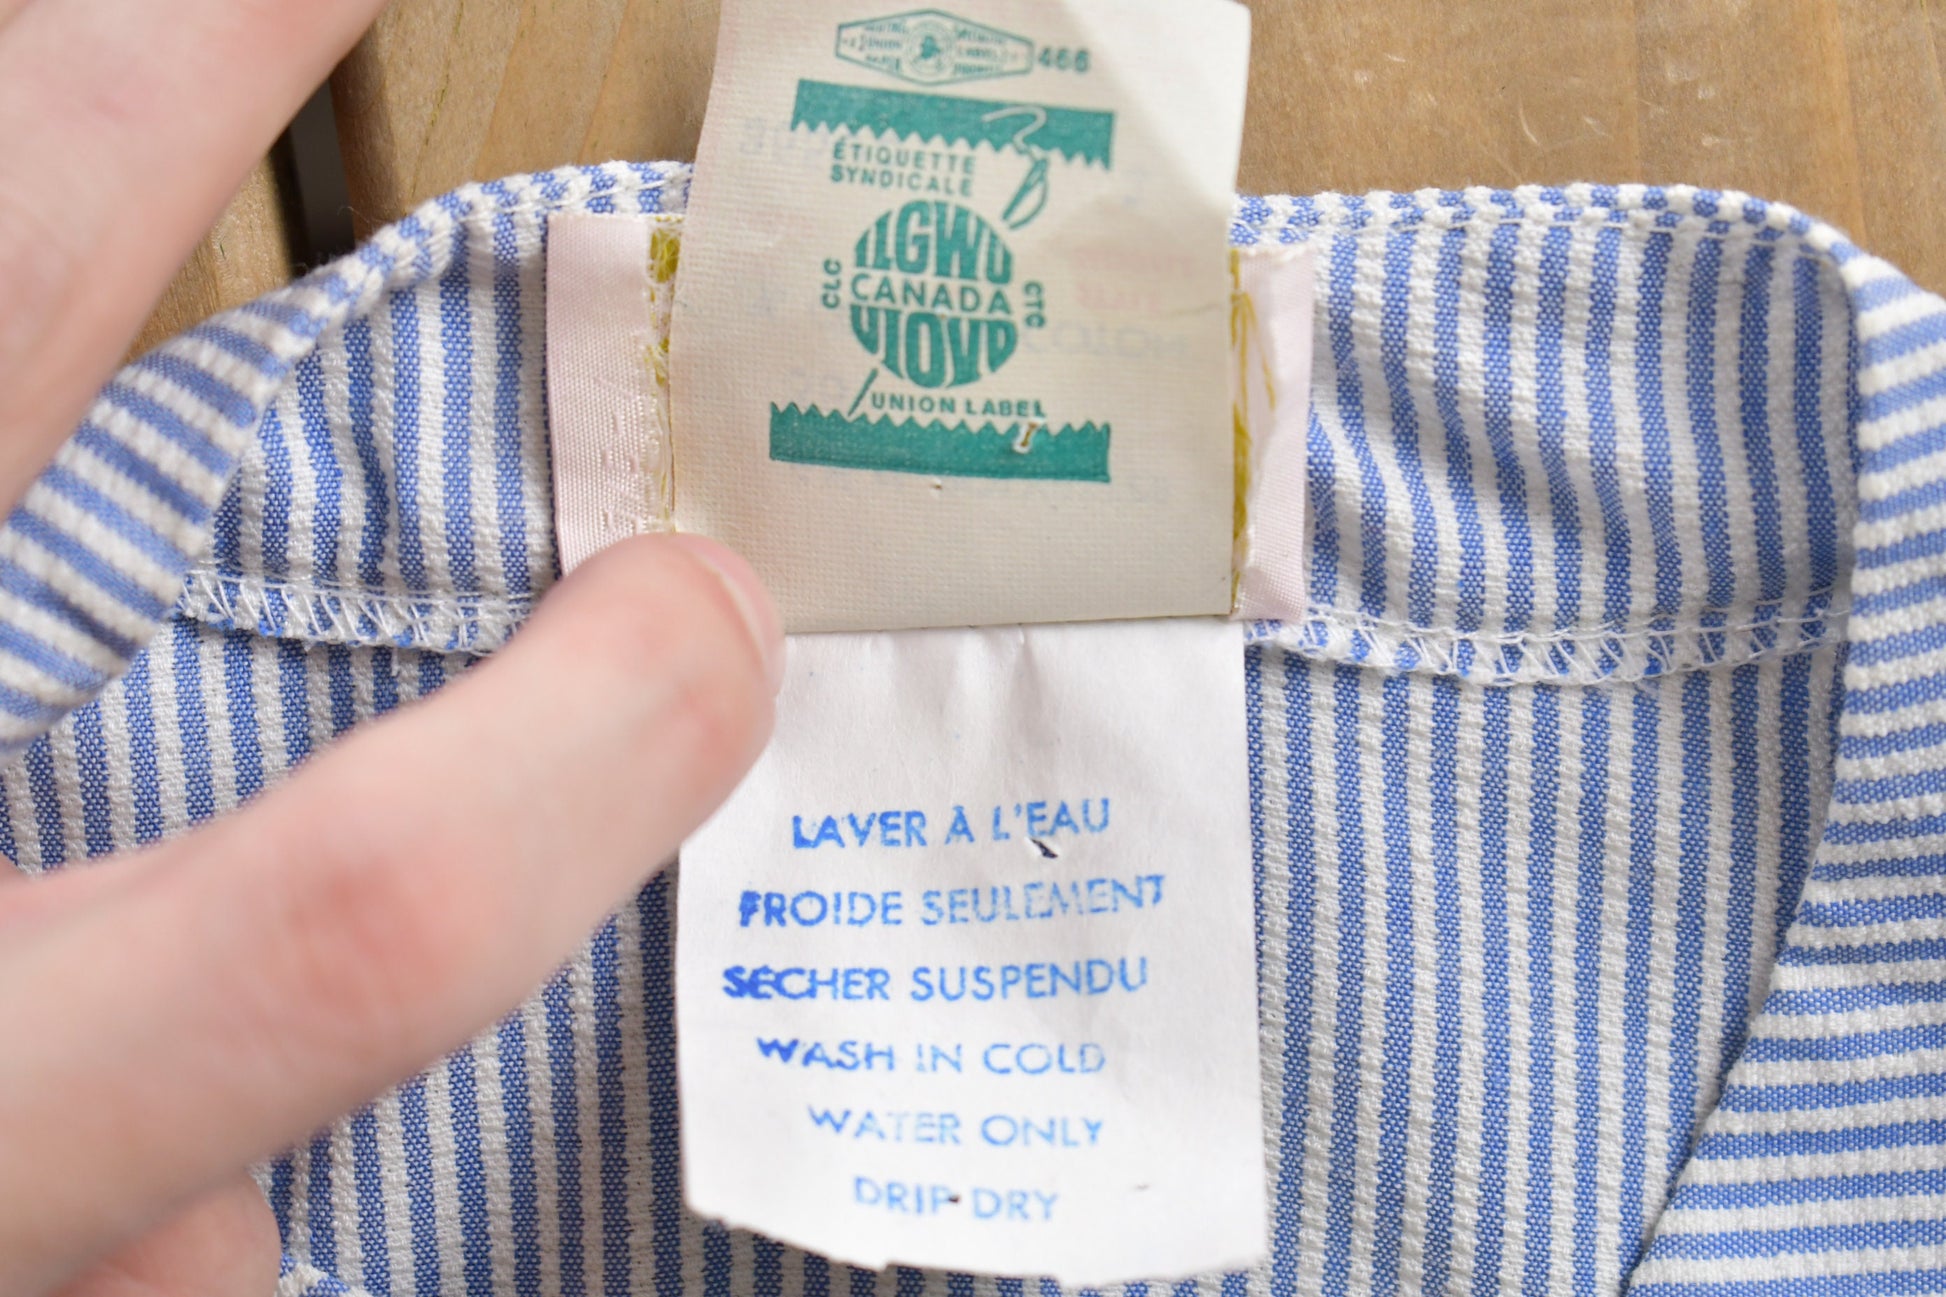 466
ÉTIQUETTE
SYNDICALE
ILGWU
CLC CANADA CTC
UIOVD
UNION LABEL
LAVER À L'EAU
FROIDE SEULEMENT
SÉCHER SUSPENDU
WASH IN COLD
WATER ONLY
DRIP-DRY